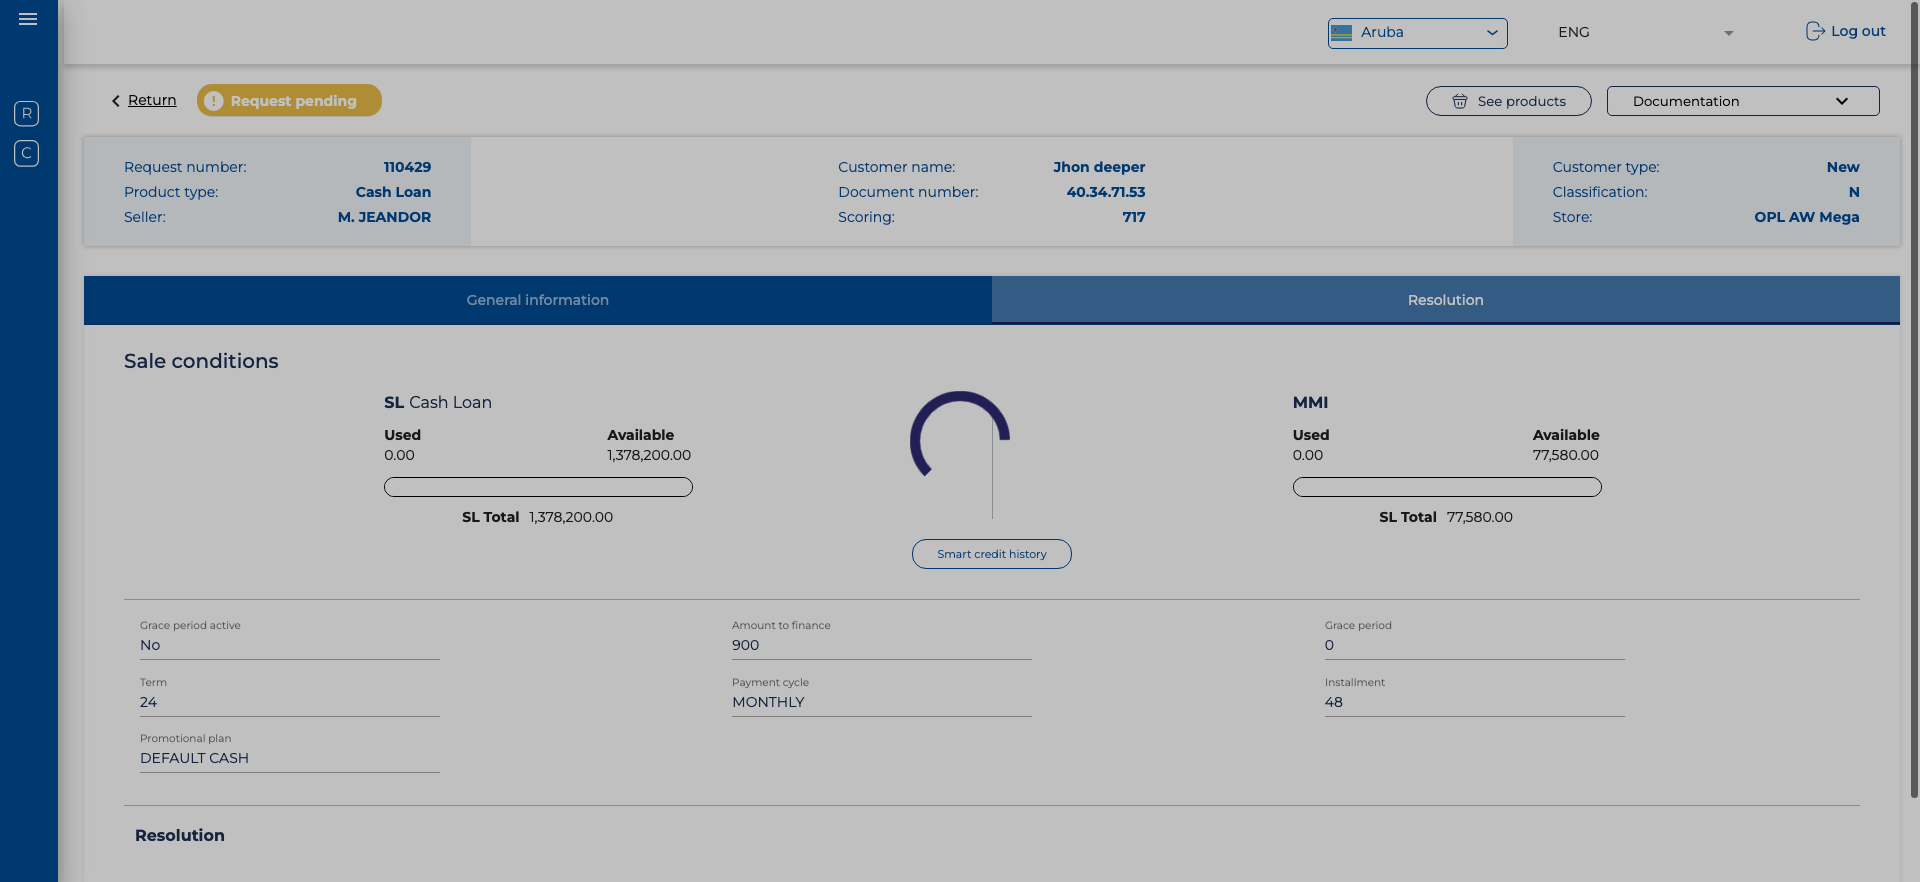 Aruba
ENG
Log out
R
C
Return
Request pending
See products
Documentation
Request number: 110429
Product type: Cash Loan
Seller: M. JEANDOR
Customer name: Jhon deeper
Document number: 40.34.71.53
Scoring: 717
Customer type: New
Classification: N
Store: OPL AW Mega
General information
Resolution
Sale conditions
SL Cash Loan
Used Available
0.00 1,378,200.00
SL Total 1,378,200.00
MMI
Used Available
0.00 77,580.00
SL Total 77,580.00
Smart credit history
Grace period active
No
Amount to finance
900
Grace period
0
Term
24
Payment cycle
MONTHLY
Installment
48
Promotional plan
DEFAULT CASH
Resolution